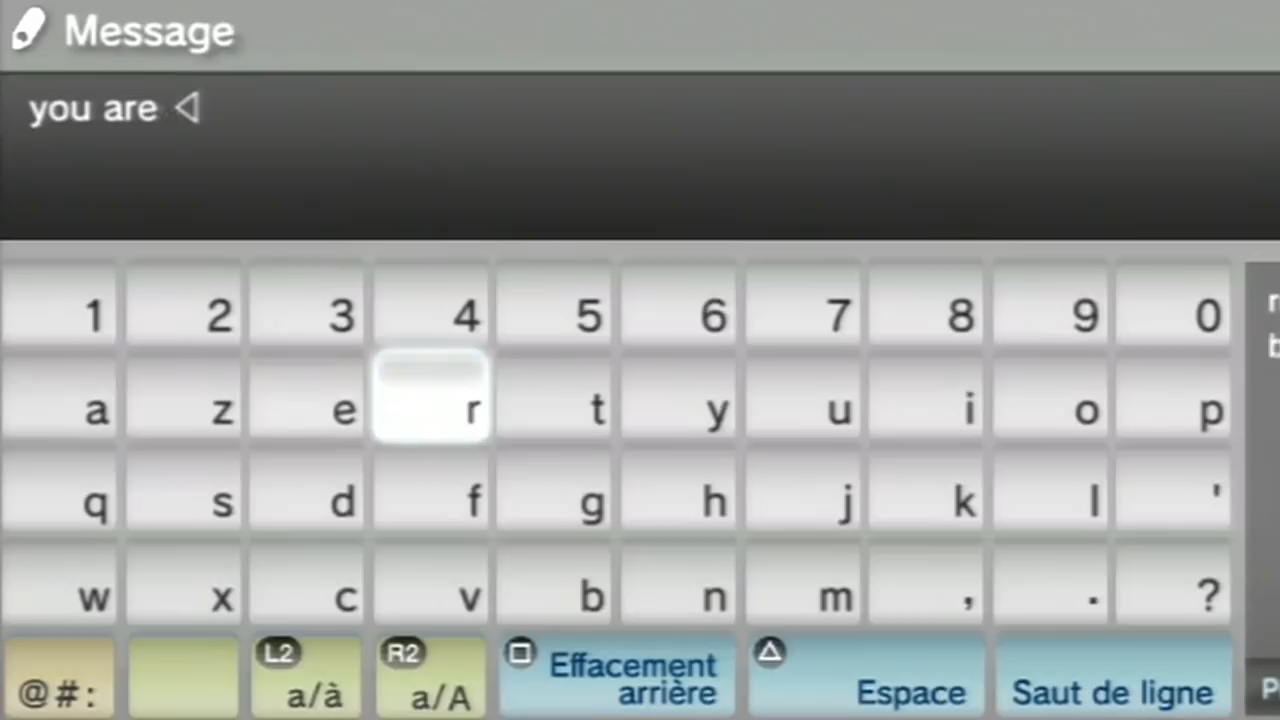 Message
you are
1 2 3 4 5 6 7 8 9 0
a z e r t y u i o p
q s d f g h j k l '
w x c v b n m , . ?
@#: L2 a/à R2 a/A Effacement arrière Espace Saut de ligne